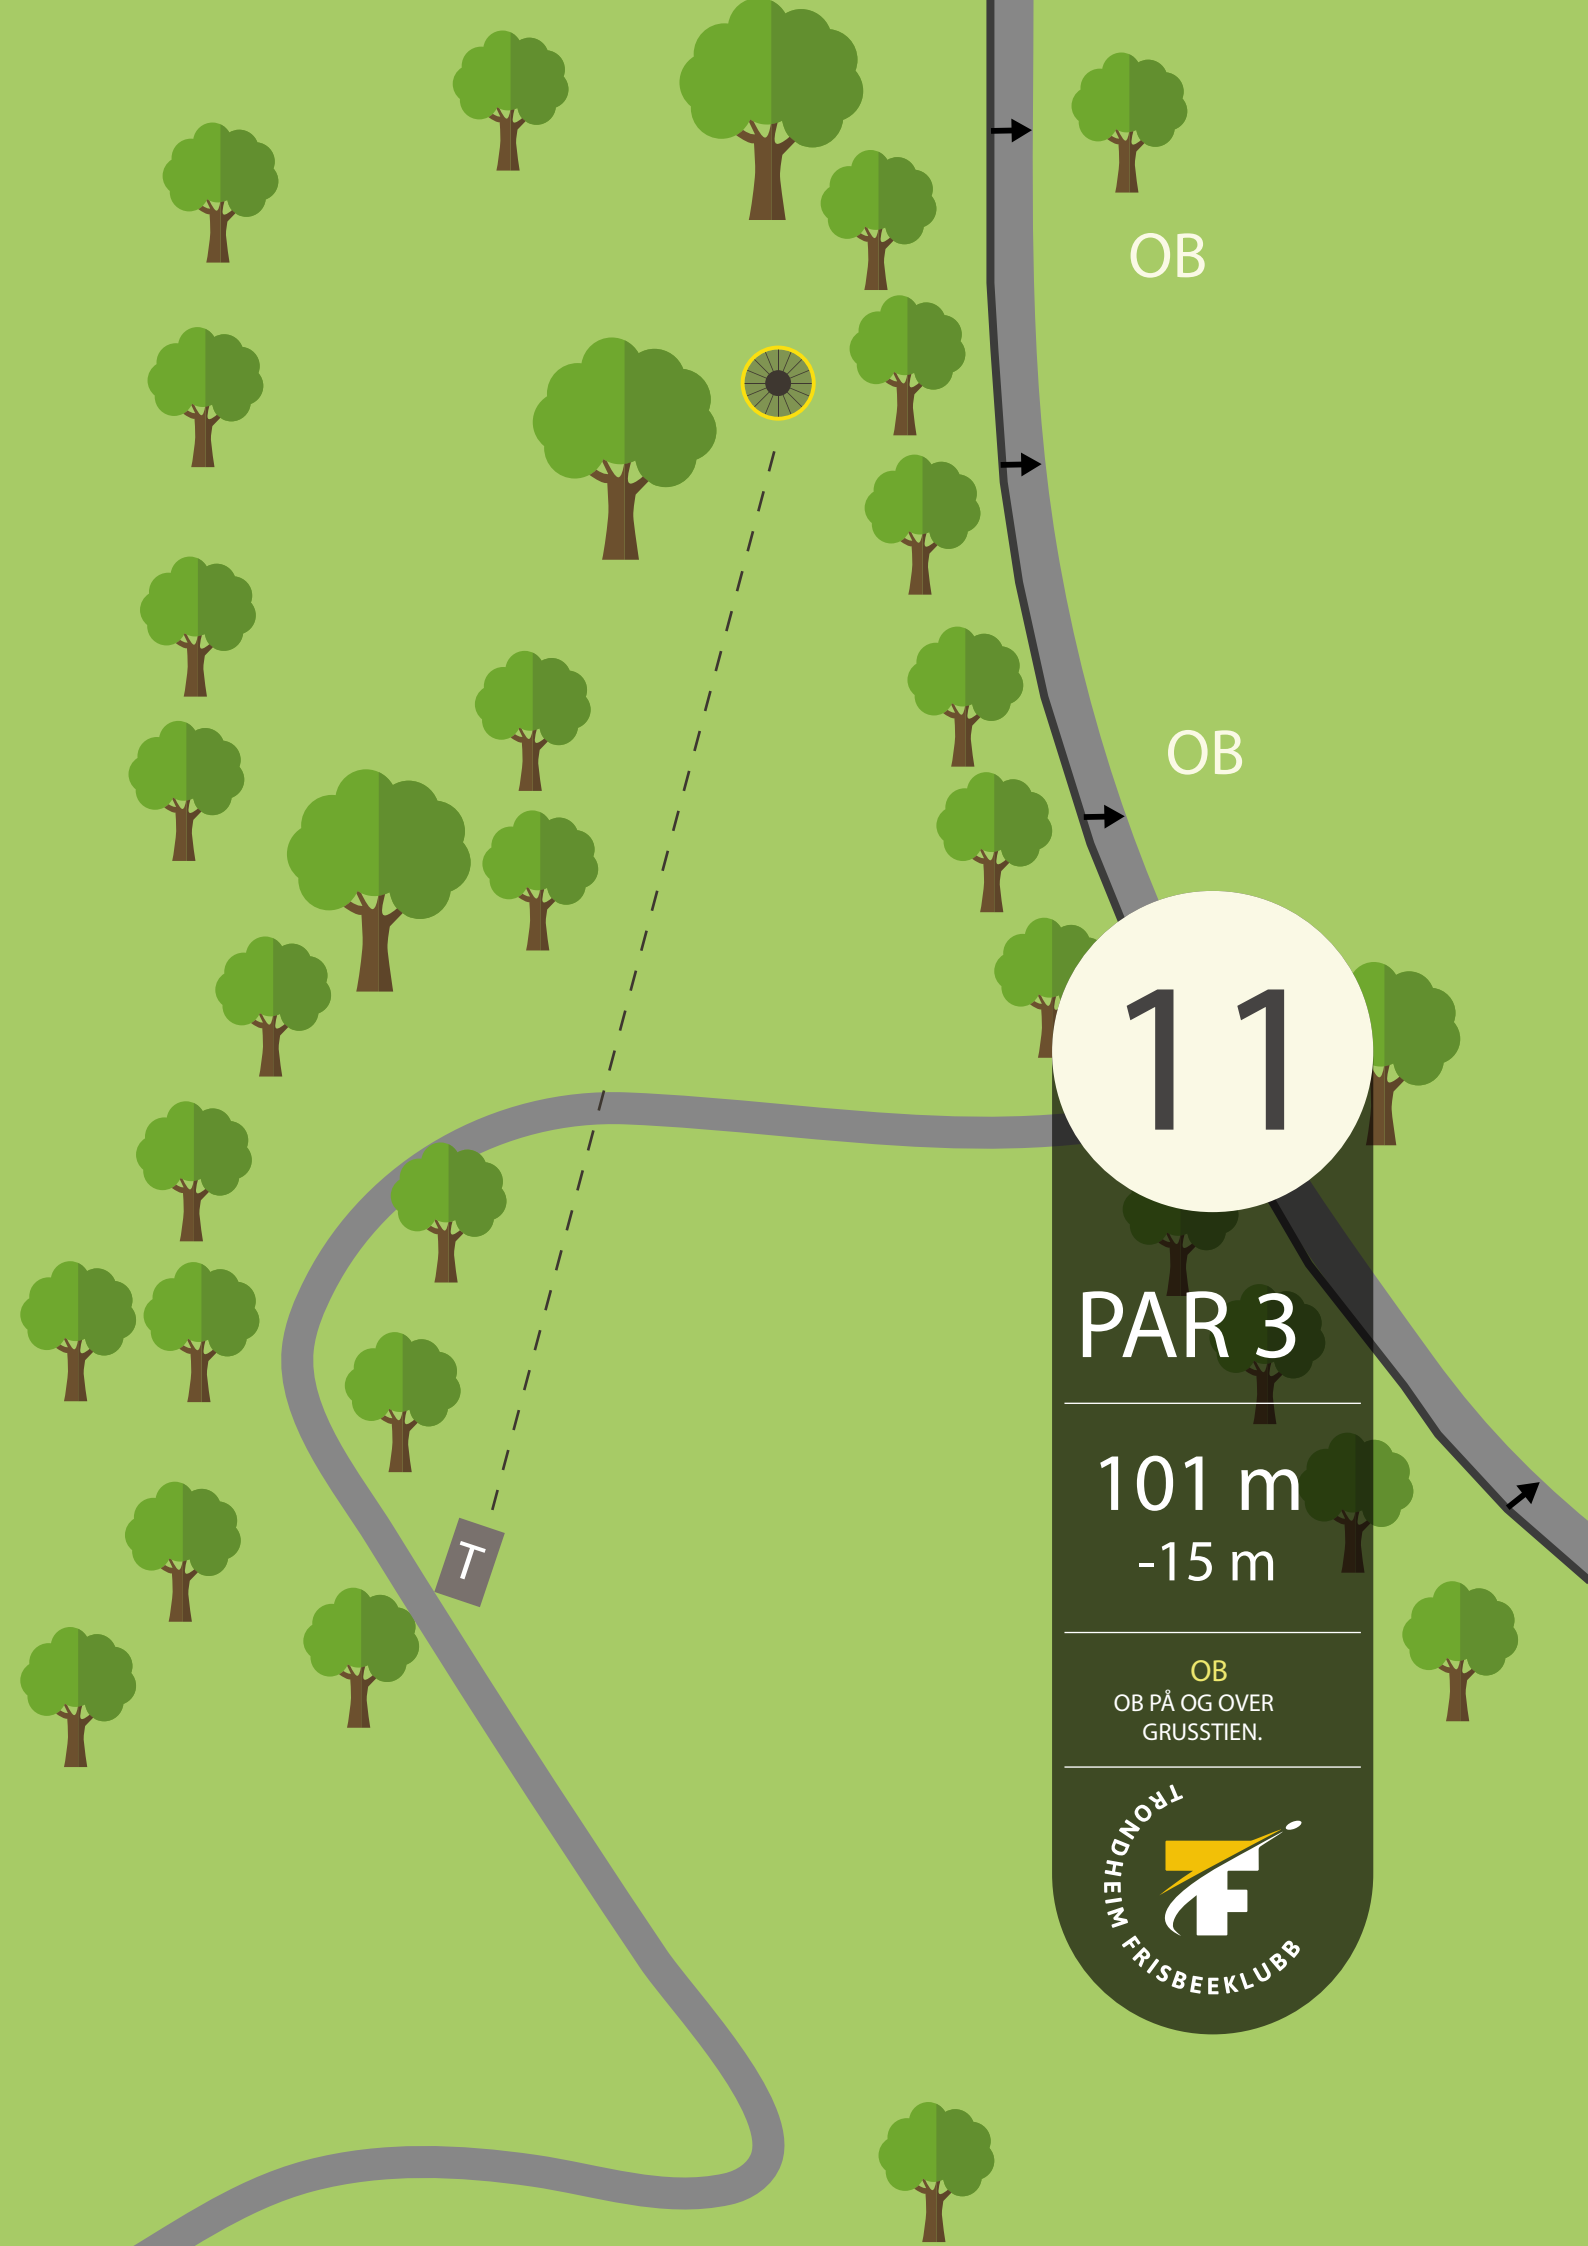 OB
OB
11
PAR 3
101 m
-15 m
T
OB
OB PÅ OG OVER
GRUSSTIEN.
TRONDHEIM FRISBEEKLUBB